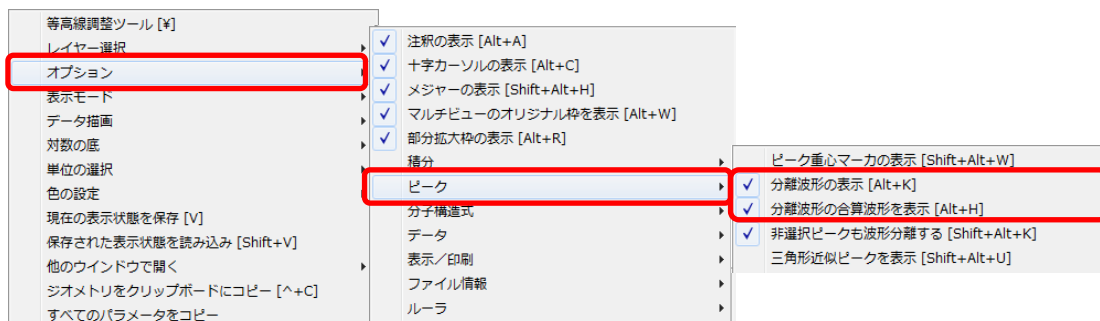 等高線調整ツール [¥]
レイヤー選択
オプション
表示モード
データ描画
対数の底
単位の選択
色の設定
現在の表示状態を保存 [V]
保存された表示状態を読み込み [Shift+V]
他のウインドウで開く
ジオメトリをクリップボードにコピー [^+C]
すべてのパラメータをコピー
注釈の表示 [Alt+A]
十字カーソルの表示 [Alt+C]
メジャーの表示 [Shift+Alt+H]
マルチビューのオリジナル枠を表示 [Alt+W]
部分拡大枠の表示 [Alt+R]
積分
ピーク
分子構造式
データ
表示／印刷
ファイル情報
ルーラ
ピーク重心マーカの表示 [Shift+Alt+W]
分離波形の表示 [Alt+K]
分離波形の合算波形を表示 [Alt+H]
非選択ピークも波形分離する [Shift+Alt+K]
三角形近似ピークを表示 [Shift+Alt+U]